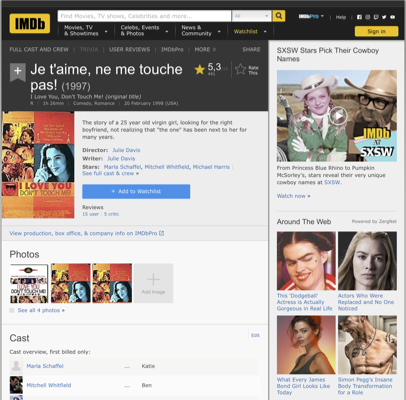 IMDb
Find Movies, TV shows, Celebrities and more...
All
IMDbPro
Help
Movies, TV
& Showtimes
Celebs, Events
& Photos
News &
Community
Watchlist
Sign in
FULL CAST AND CREW | TRIVIA | USER REVIEWS | IMDbPro | MORE
SHARE
Je t'aime, ne me touche
pas! (1997)
I Love You, Don't Touch Me! (original title)
R | 1h 26min | Comedy, Romance | 20 February 1998 (USA)
5,3
Rate
This
The story of a 25 year old virgin girl, looking for the right
boyfriend, not realizing that "the one" has been next to her for
many years.
Director: Julie Davis
Writer: Julie Davis
Stars: Maria Schaffel, Mitchell Whitfield, Michael Harris |
See full cast & crew »
+ Add to Watchlist
Reviews
15 user | 5 critic
I LOVE YOU
DON'T TOUCH ME!
View production, box office, & company info on IMDbPro
Photos
Add Image
See all 4 photos »
Cast
Edit
Cast overview, first billed only:
Marla Schaffel ... Katie
Mitchell Whitfield ... Ben
SXSW Stars Pick Their Cowboy
Names
IMDb
AT
SXSW
From Princess Blue Rhino to Pumpkin
McSorley's, stars reveal their very unique
cowboy names at SXSW.
Watch now »
Around The Web
Powered by ZergNet
This 'Dodgeball'
Actress is Actually
Gorgeous in Real Life
Actors Who Were
Replaced and No One
Noticed
What Every James
Bond Girl Looks Like
Today
Simon Pegg's Insane
Body Transformation
for a Role